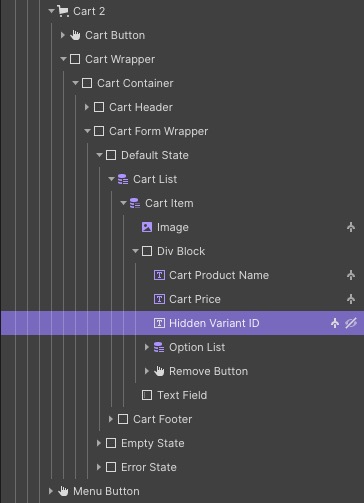 Cart 2
Cart Button
Cart Wrapper
Cart Container
Cart Header
Cart Form Wrapper
Default State
Cart List
Cart Item
Image
Div Block
Cart Product Name
Cart Price
Hidden Variant ID
Option List
Remove Button
Text Field
Cart Footer
Empty State
Error State
Menu Button